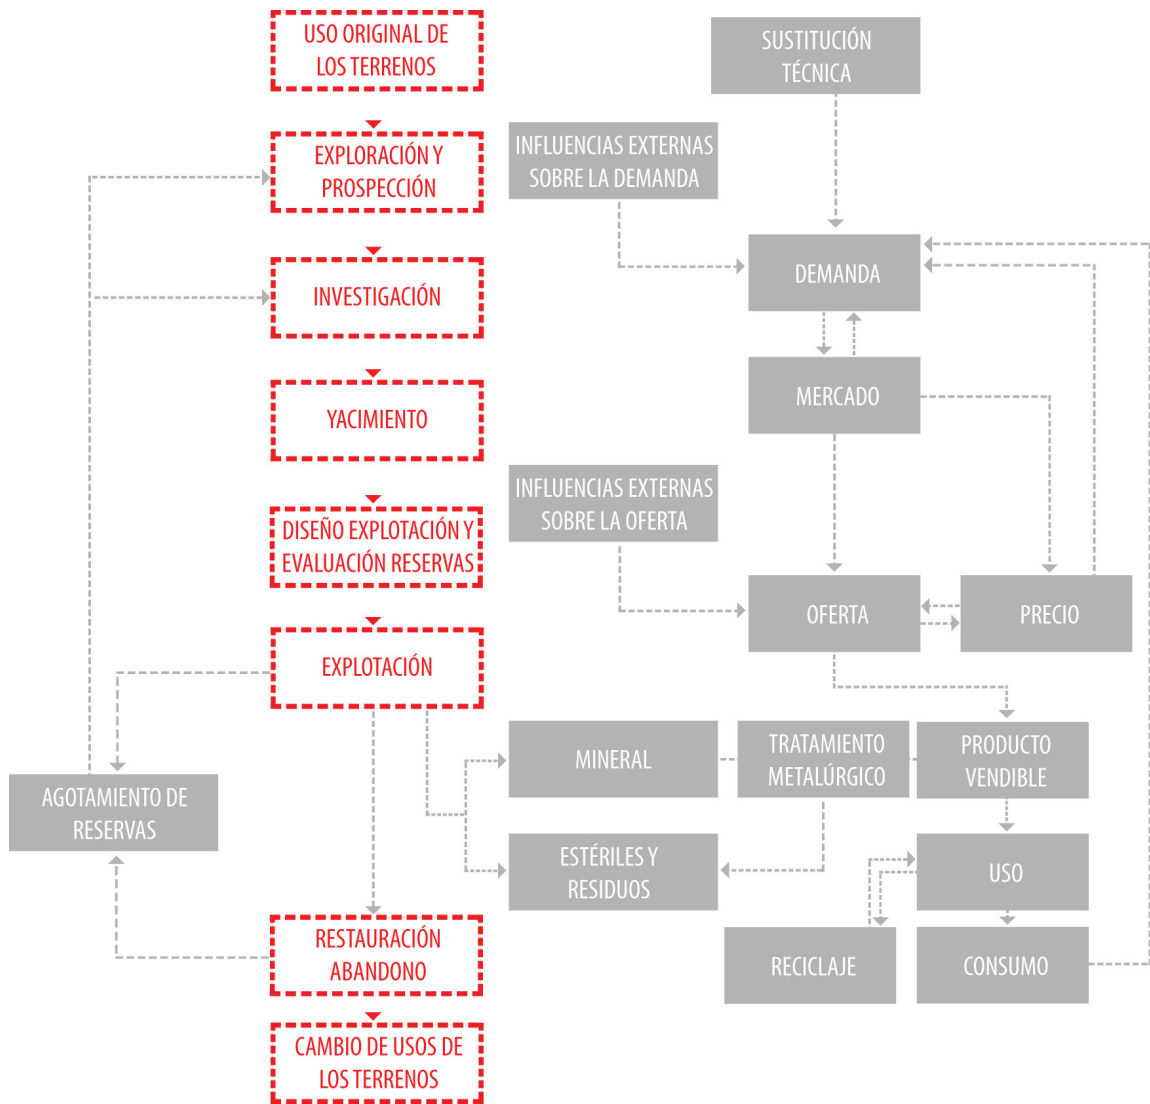 USO ORIGINAL DE
LOS TERRENOS
SUSTITUCIÓN
TÉCNICA
EXPLORACIÓN Y
PROSPECCIÓN
INFLUENCIAS EXTERNAS
SOBRE LA DEMANDA
INVESTIGACIÓN
DEMANDA
YACIMIENTO
MERCADO
DISEÑO EXPLOTACIÓN Y
EVALUACIÓN RESERVAS
INFLUENCIAS EXTERNAS
SOBRE LA OFERTA
OFERTA
PRECIO
EXPLOTACIÓN
MINERAL
TRATAMIENTO
METALÚRGICO
PRODUCTO
VENDIBLE
AGOTAMIENTO DE
RESERVAS
ESTÉRILES Y
RESIDUOS
USO
RESTAURACIÓN
ABANDONO
RECICLAJE
CONSUMO
CAMBIO DE USOS DE
LOS TERRENOS